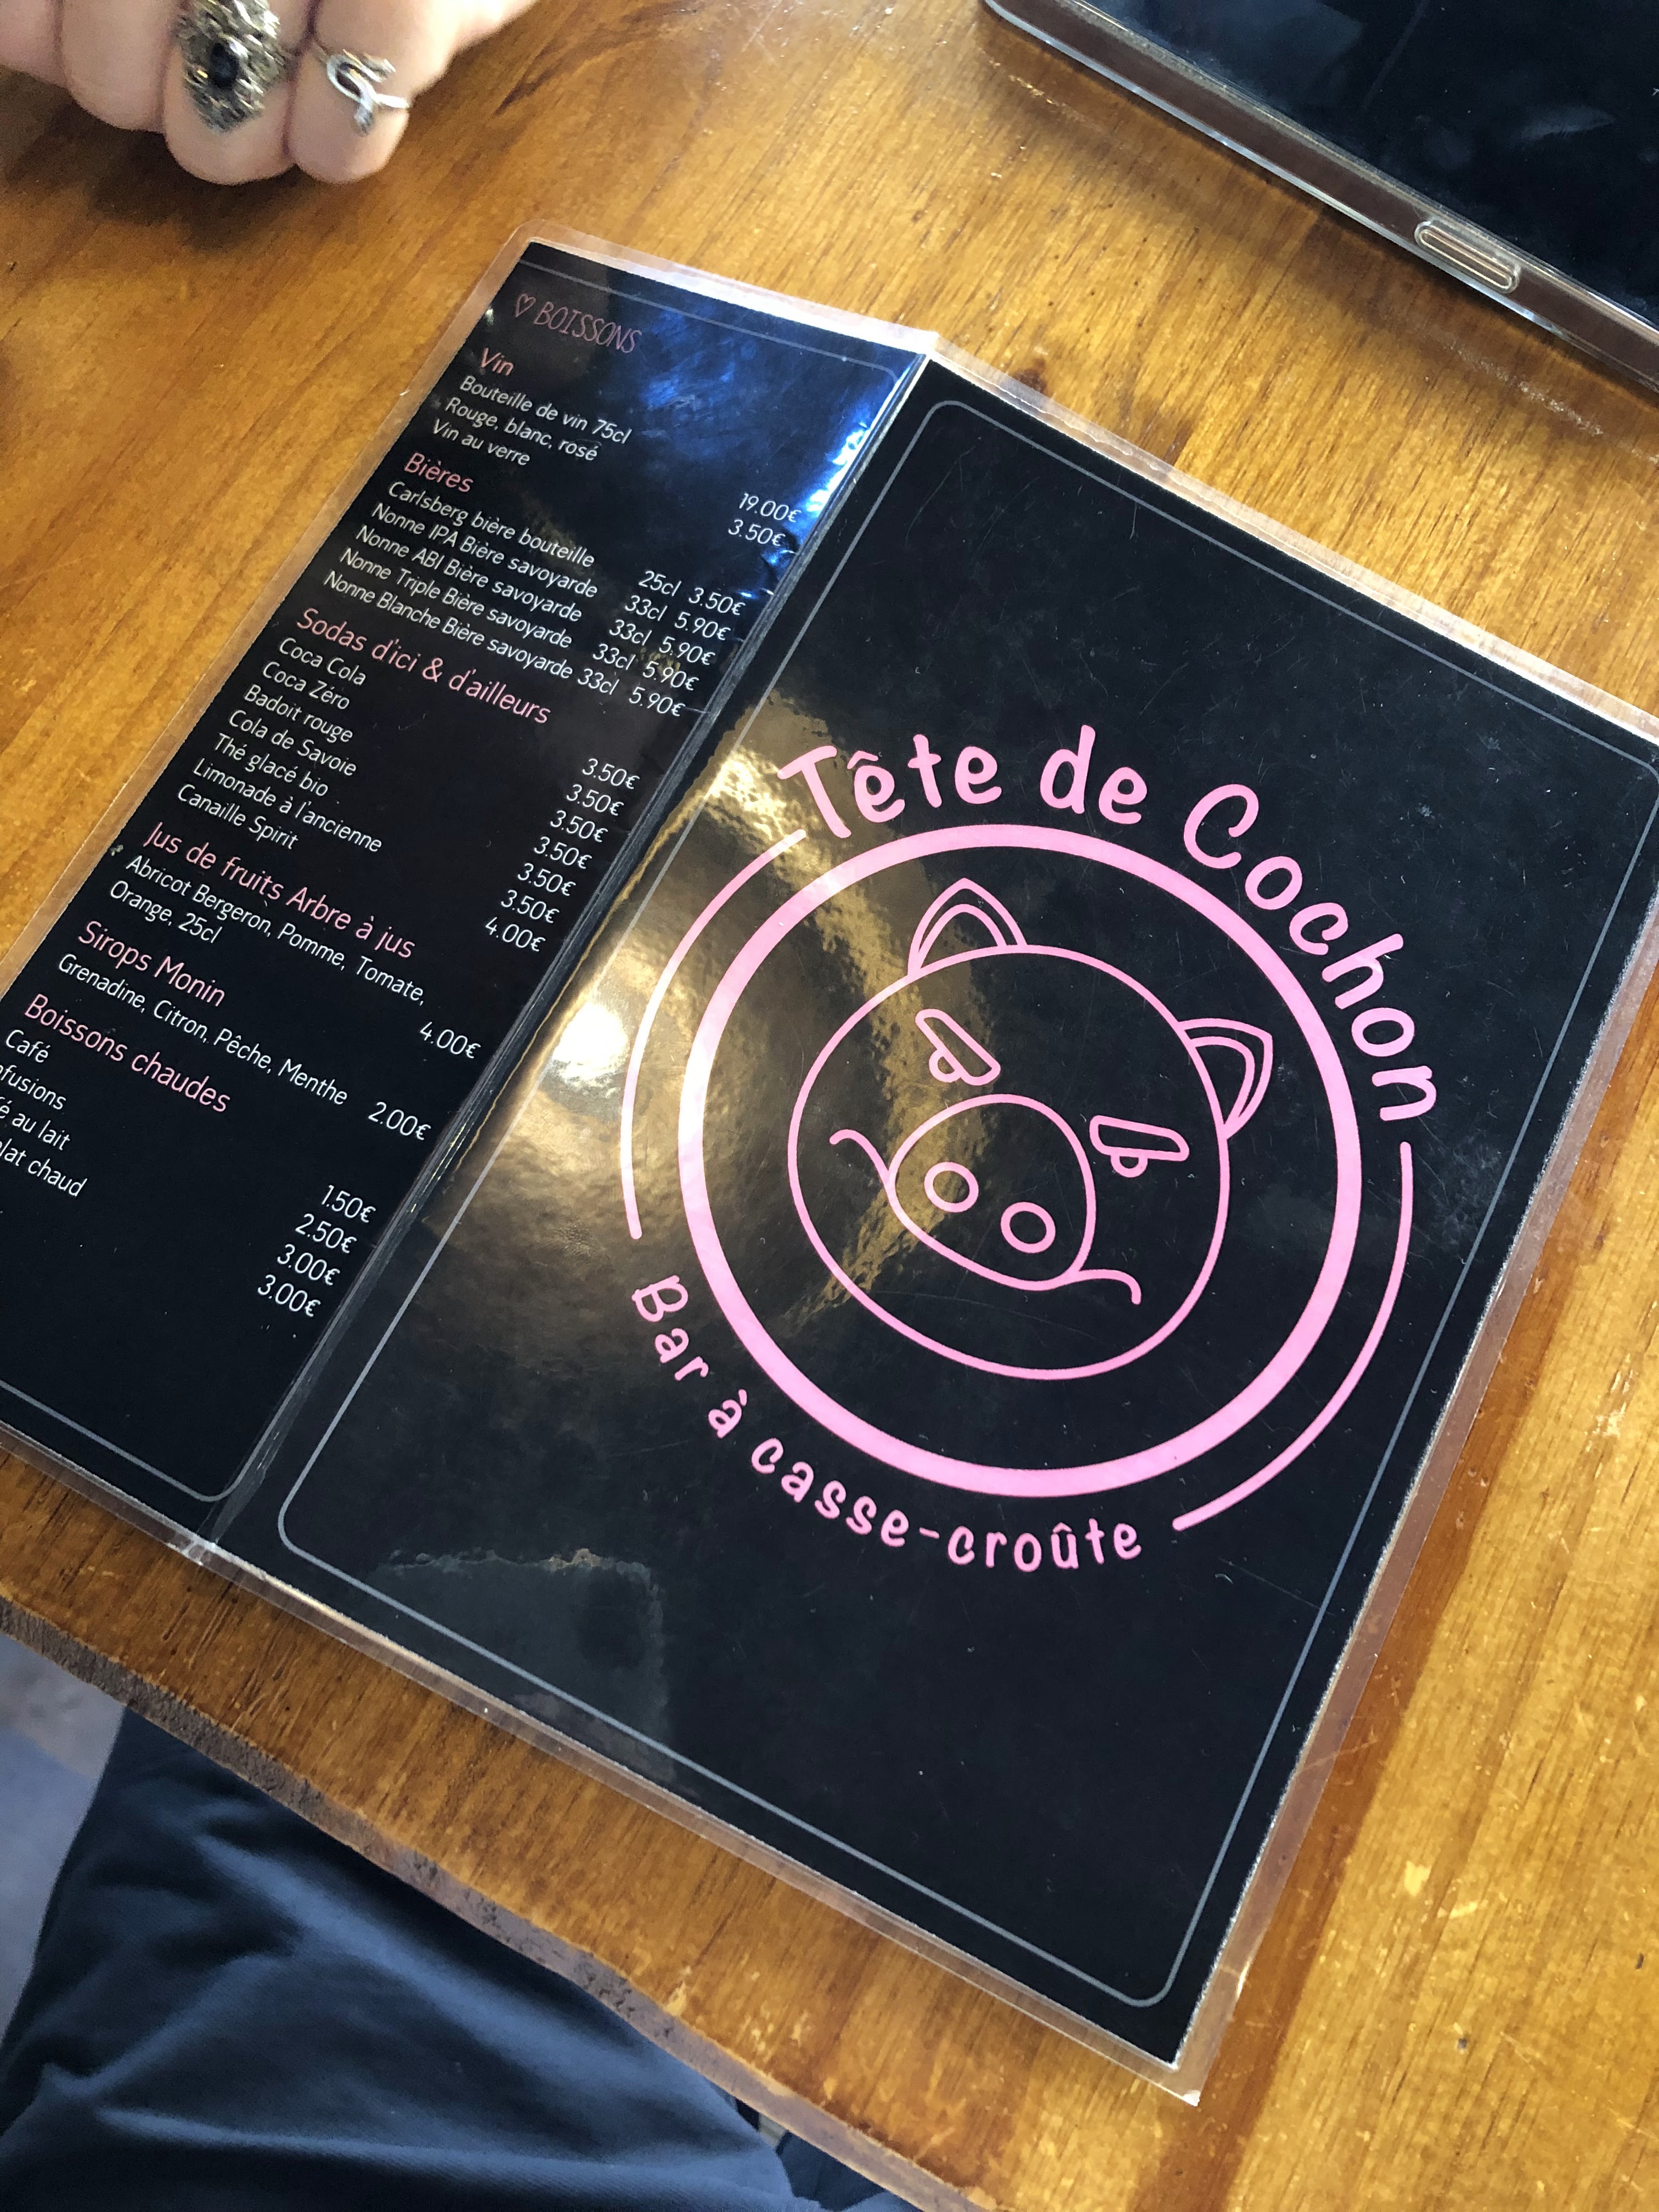 ♡ BOISSONS
Vin
Bouteille de vin 75cl
Rouge, blanc, rosé 19.00€
Vin au verre 3.50€
Bières
Carlsberg bière bouteille 25cl 3.50€
Nonne IPA Bière savoyarde 33cl 5.90€
Nonne ABI Bière savoyarde 33cl 5.90€
Nonne Triple Bière savoyarde 33cl 5.90€
Nonne Blanche Bière savoyarde 33cl 5.90€
Sodas d'ici & d'ailleurs
Coca Cola 3.50€
Coca Zéro 3.50€
Badoit rouge 3.50€
Cola de Savoie 3.50€
Thé glacé bio 3.50€
Limonade à l'ancienne 3.50€
Canaille Spirit 4.00€
Jus de fruits Arbre à jus
Abricot Bergeron, Pomme, Tomate,
Orange, 25cl 4.00€
Sirops Monin
Grenadine, Citron, Pêche, Menthe 2.00€
Boissons chaudes
Café 1.50€
fusions 2.50€
é au lait 3.00€
lat chaud 3.00€
Tête de Cochon
Bar à casse-croûte